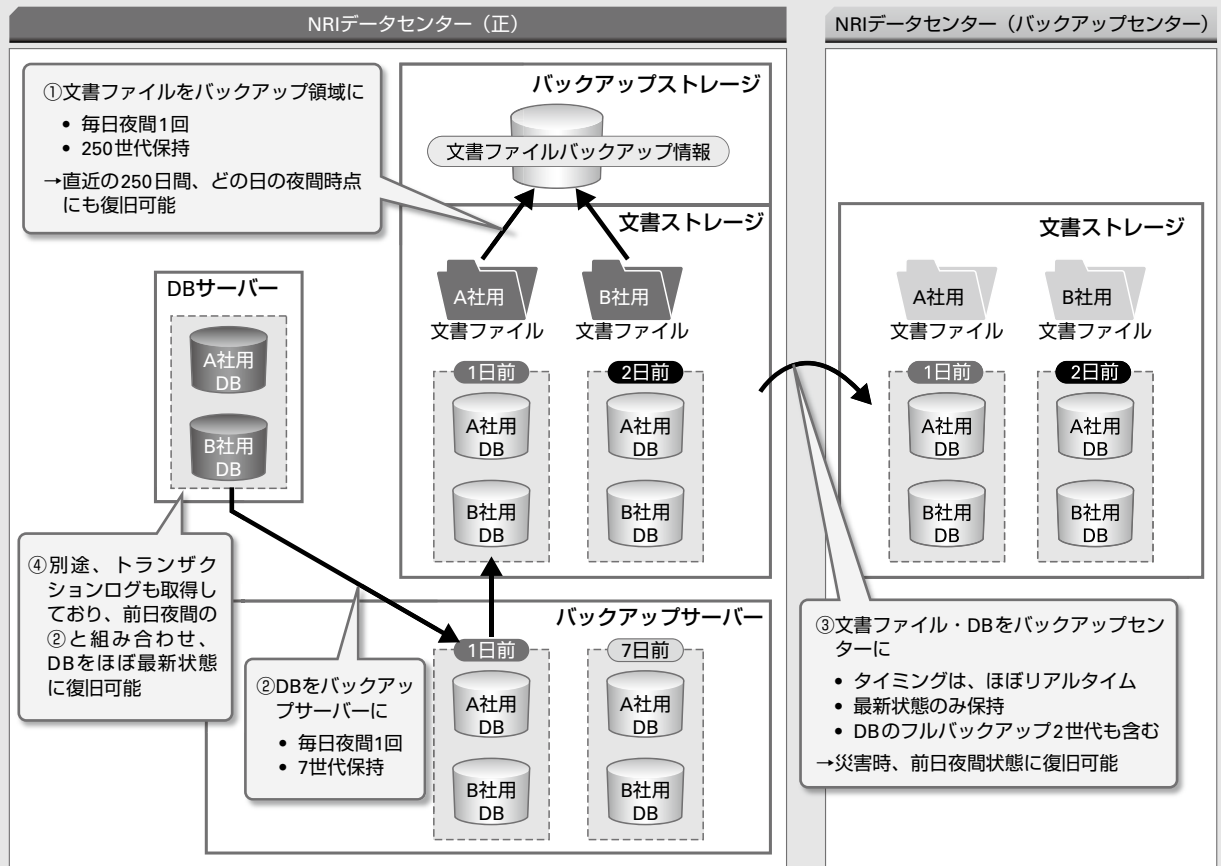 NRIデータセンター（正）
NRIデータセンター（バックアップセンター）
①文書ファイルをバックアップ領域に
• 毎日夜間1回
• 250世代保持
→直近の250日間、どの日の夜間時点
にも復旧可能
バックアップストレージ
文書ファイルバックアップ情報
文書ストレージ
A社用
文書ファイル
B社用
文書ファイル
1日前
A社用
DB
B社用
DB
2日前
A社用
DB
B社用
DB
DBサーバー
A社用
DB
B社用
DB
④別途、トランザク
ションログも取得し
ており、前日夜間の
②と組み合わせ、
DBをほぼ最新状態
に復旧可能
②DBをバックアッ
プサーバーに
• 毎日夜間1回
• 7世代保持
バックアップサーバー
1日前
A社用
DB
B社用
DB
7日前
A社用
DB
B社用
DB
文書ストレージ
A社用
文書ファイル
B社用
文書ファイル
1日前
A社用
DB
B社用
DB
2日前
A社用
DB
B社用
DB
③文書ファイル・DBをバックアップセン
ターに
• タイミングは、ほぼリアルタイム
• 最新状態のみ保持
• DBのフルバックアップ2世代も含む
→災害時、前日夜間状態に復旧可能